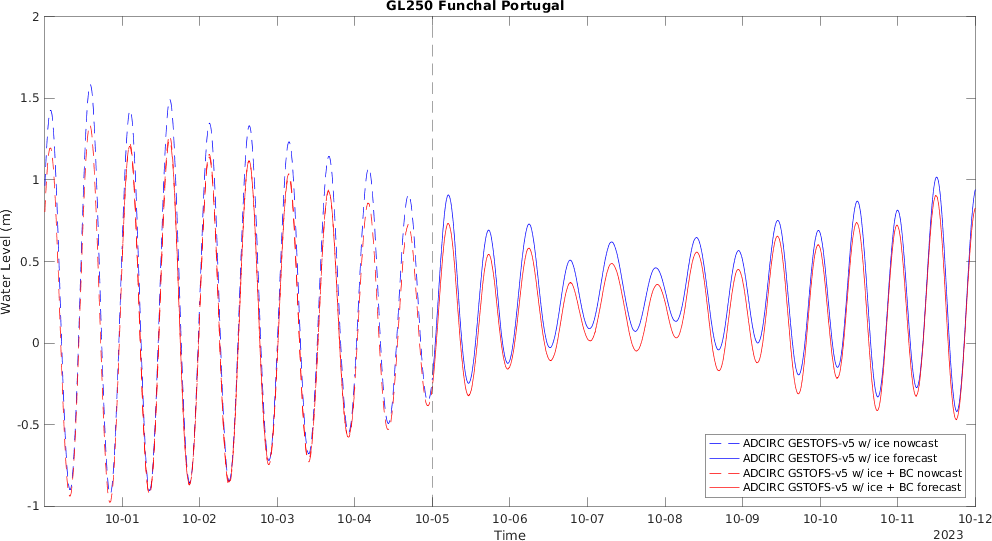 GL250 Funchal Portugal
2
1.5
1
0.5
0
-0.5
-1
Water Level (m)
10-01 10-02 10-03 10-04 10-05 10-06 10-07 10-08 10-09 10-10 10-11 10-12
Time
2023
ADCIRC GESTOFS-v5 w/ ice nowcast
ADCIRC GESTOFS-v5 w/ ice forecast
ADCIRC GSTOFS-v5 w/ ice + BC nowcast
ADCIRC GSTOFS-v5 w/ ice + BC forecast